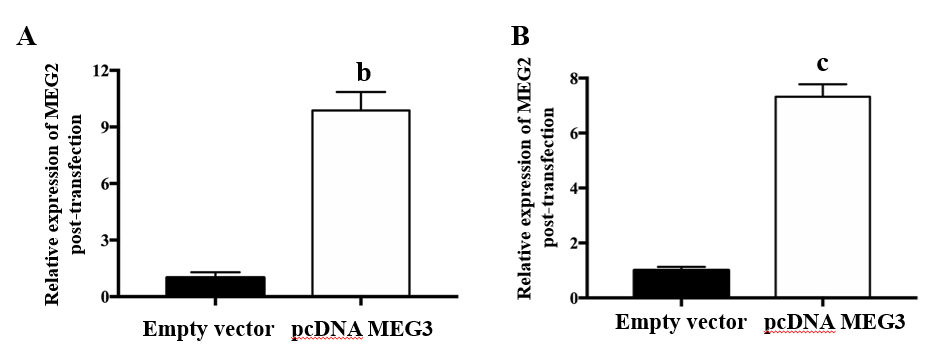 A
Relative expression of MEG2
post-transfection
12
9
6
3
0
b
Empty vector
pcDNA MEG3
B
Relative expression of MEG2
post-transfection
8
6
4
2
0
c
Empty vector
pcDNA MEG3